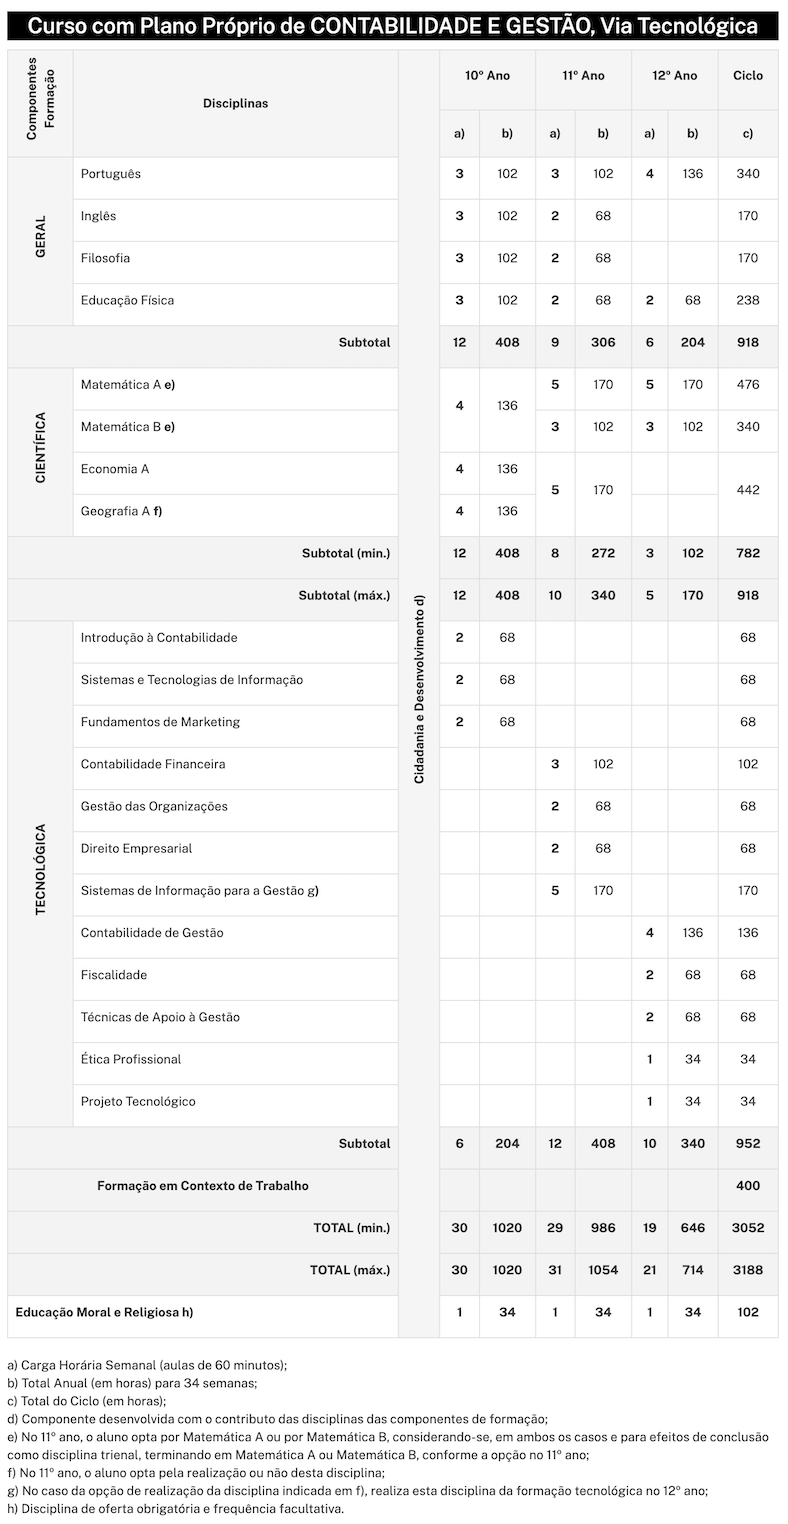 Curso com Plano Próprio de CONTABILIDADE E GESTÃO, Via Tecnológica
Componentes Formação Disciplinas 10º Ano 11º Ano 12º Ano Ciclo
a) b) a) b) a) b) c)
GERAL
Português 3 102 3 102 4 136 340
Inglês 3 102 2 68 170
Filosofia 3 102 2 68 170
Educação Física 3 102 2 68 2 68 238
Subtotal 12 408 9 306 6 204 918
CIENTÍFICA
Matemática A e) 4 136 5 170 5 170 476
Matemática B e) 3 102 3 102 340
Economia A 4 136 5 170 442
Geografia A f) 4 136
Subtotal (min.) 12 408 8 272 3 102 782
Subtotal (máx.) 12 408 10 340 5 170 918
Cidadania e Desenvolvimento d)
TECNOLÓGICA
Introdução à Contabilidade 2 68 68
Sistemas e Tecnologias de Informação 2 68 68
Fundamentos de Marketing 2 68 68
Contabilidade Financeira 3 102 102
Gestão das Organizações 2 68 68
Direito Empresarial 2 68 68
Sistemas de Informação para a Gestão g) 5 170 170
Contabilidade de Gestão 4 136 136
Fiscalidade 2 68 68
Técnicas de Apoio à Gestão 2 68 68
Ética Profissional 1 34 34
Projeto Tecnológico 1 34 34
Subtotal 6 204 12 408 10 340 952
Formação em Contexto de Trabalho 400
TOTAL (min.) 30 1020 29 986 19 646 3052
TOTAL (máx.) 30 1020 31 1054 21 714 3188
Educação Moral e Religiosa h) 1 34 1 34 1 34 102
a) Carga Horária Semanal (aulas de 60 minutos);
b) Total Anual (em horas) para 34 semanas;
c) Total do Ciclo (em horas);
d) Componente desenvolvida com o contributo das disciplinas das componentes de formação;
e) No 11º ano, o aluno opta por Matemática A ou por Matemática B, considerando-se, em ambos os casos e para efeitos de conclusão
como disciplina trienal, terminando em Matemática A ou Matemática B, conforme a opção no 11º ano;
f) No 11º ano, o aluno opta pela realização ou não desta disciplina;
g) No caso da opção de realização da disciplina indicada em f), realiza esta disciplina da formação tecnológica no 12º ano;
h) Disciplina de oferta obrigatória e frequência facultativa.